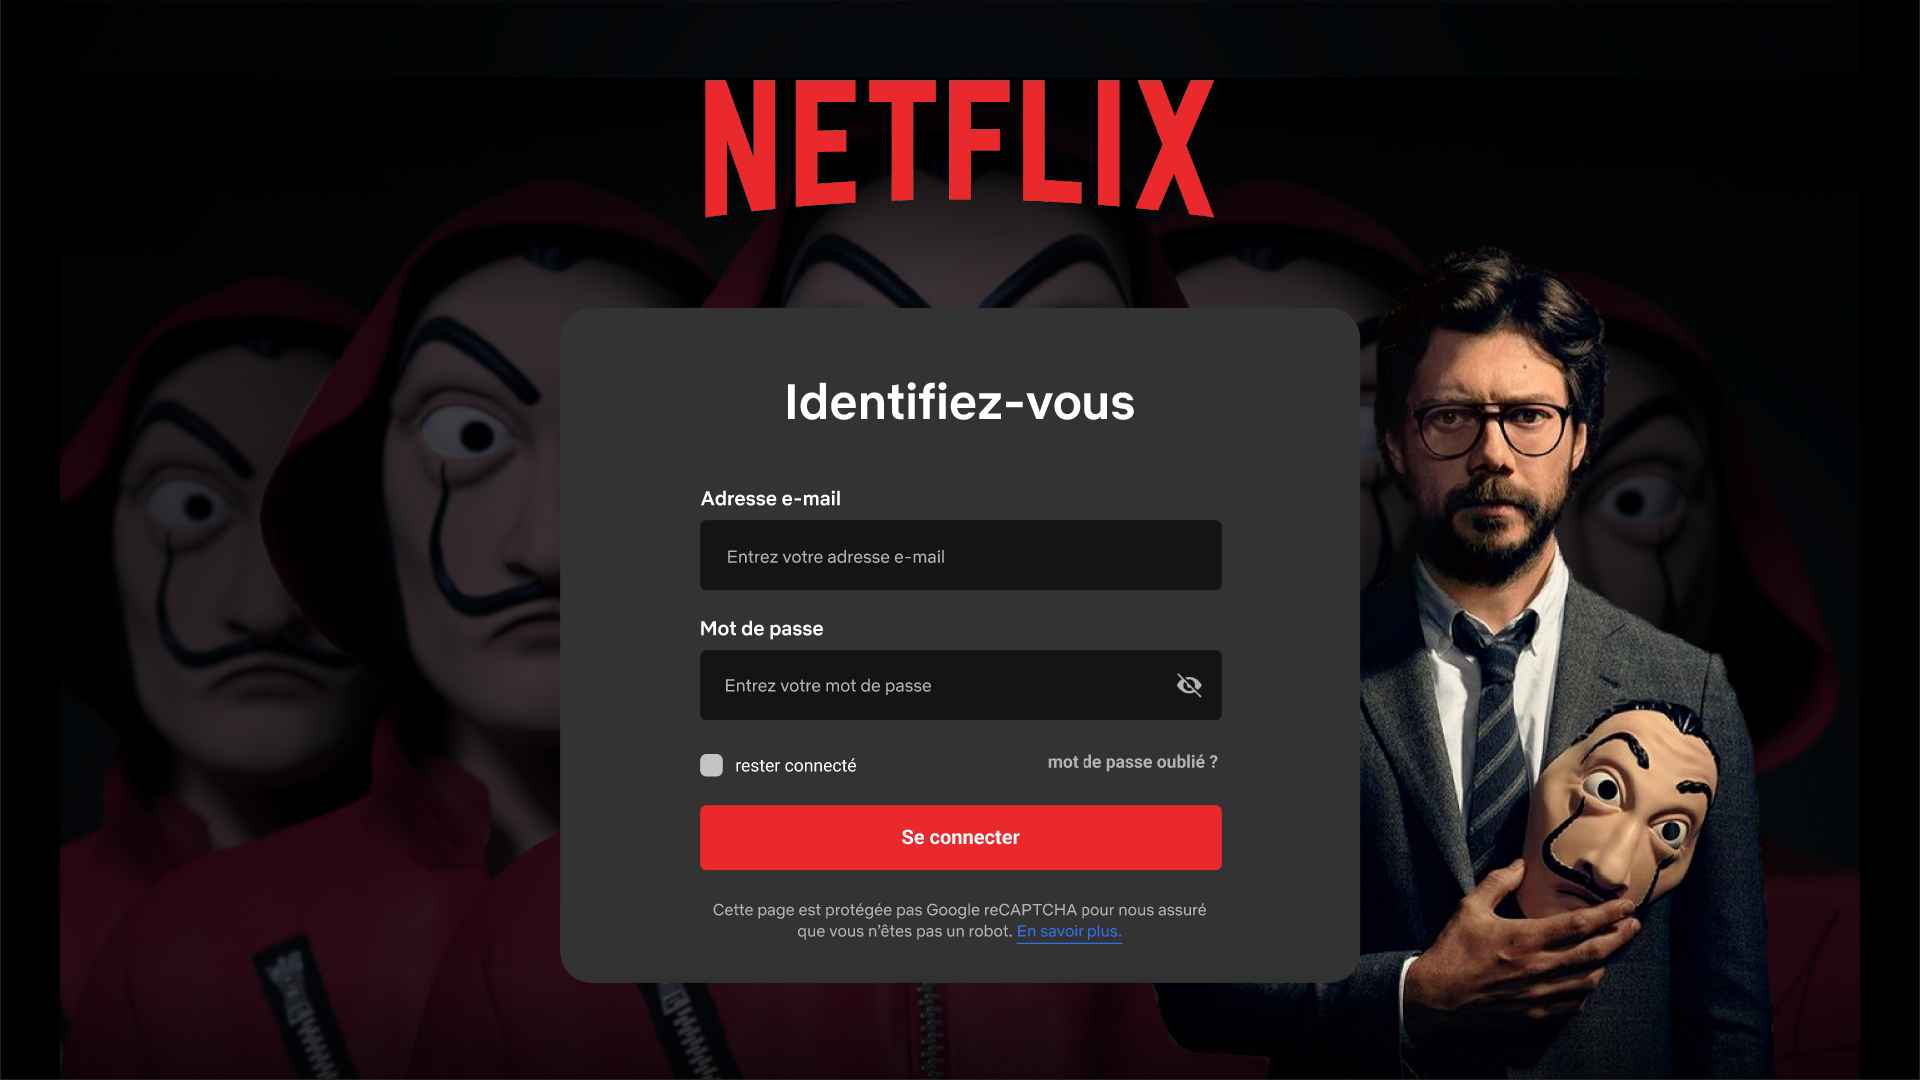 NETFLIX
Identifiez-vous
Adresse e-mail
Entrez votre adresse e-mail
Mot de passe
Entrez votre mot de passe
rester connecté
mot de passe oublié ?
Se connecter
Cette page est protégée pas Google reCAPTCHA pour nous assuré
que vous n'êtes pas un robot. En savoir plus.